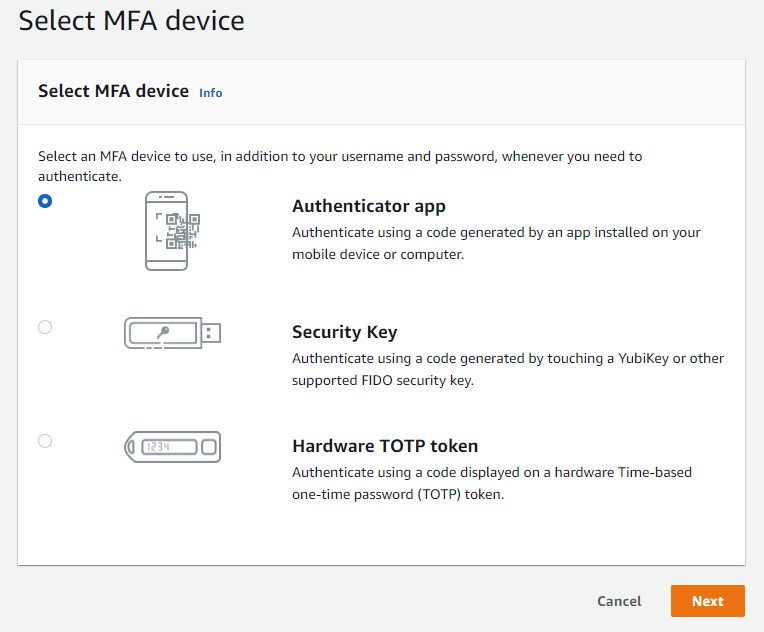 Select MFA device
Select MFA device Info
Select an MFA device to use, in addition to your username and password, whenever you need to
authenticate.
Authenticator app
Authenticate using a code generated by an app installed on your
mobile device or computer.
Security Key
Authenticate using a code generated by touching a YubiKey or other
supported FIDO security key.
1234
Hardware TOTP token
Authenticate using a code displayed on a hardware Time-based
one-time password (TOTP) token.
Cancel Next